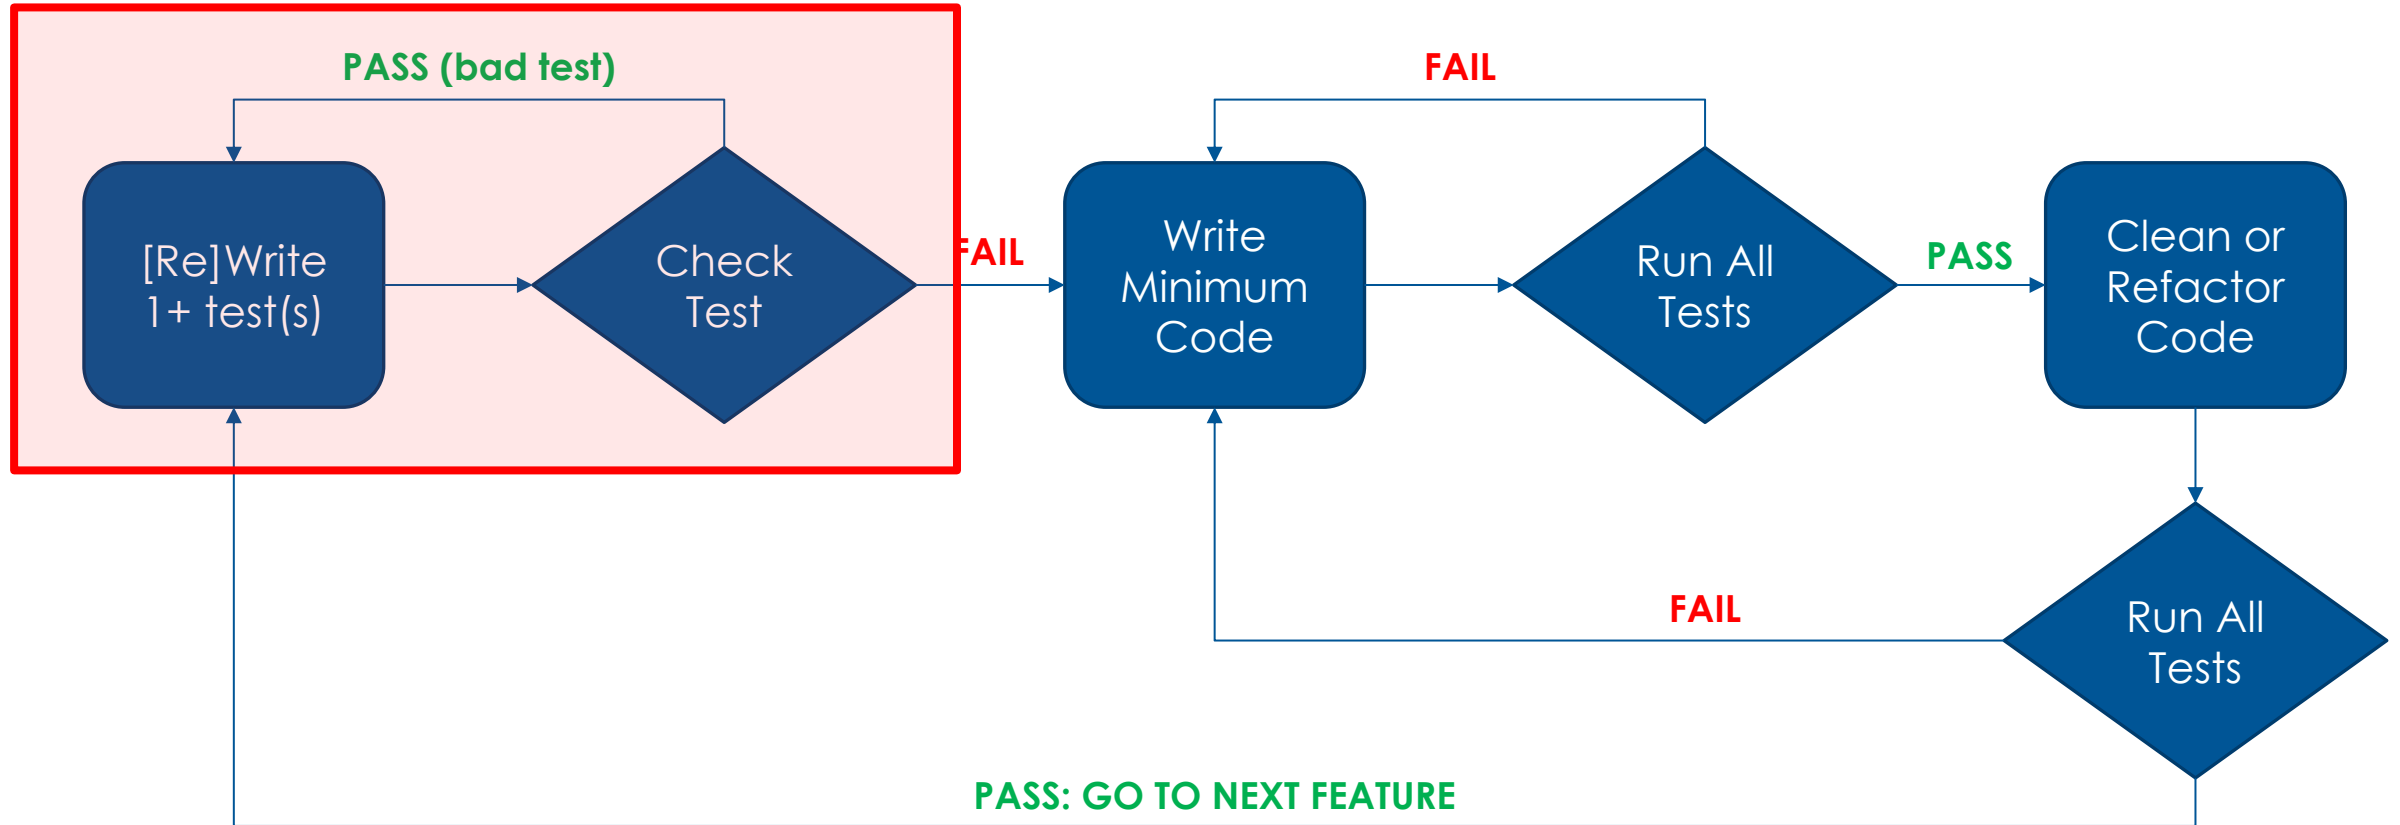 PASS (bad test)
FAIL
[Re]Write
1+ test(s)
Check
Test
FAIL
Write
Minimum
Code
Run All
Tests
PASS
Clean or
Refactor
Code
FAIL
Run All
Tests
PASS: GO TO NEXT FEATURE